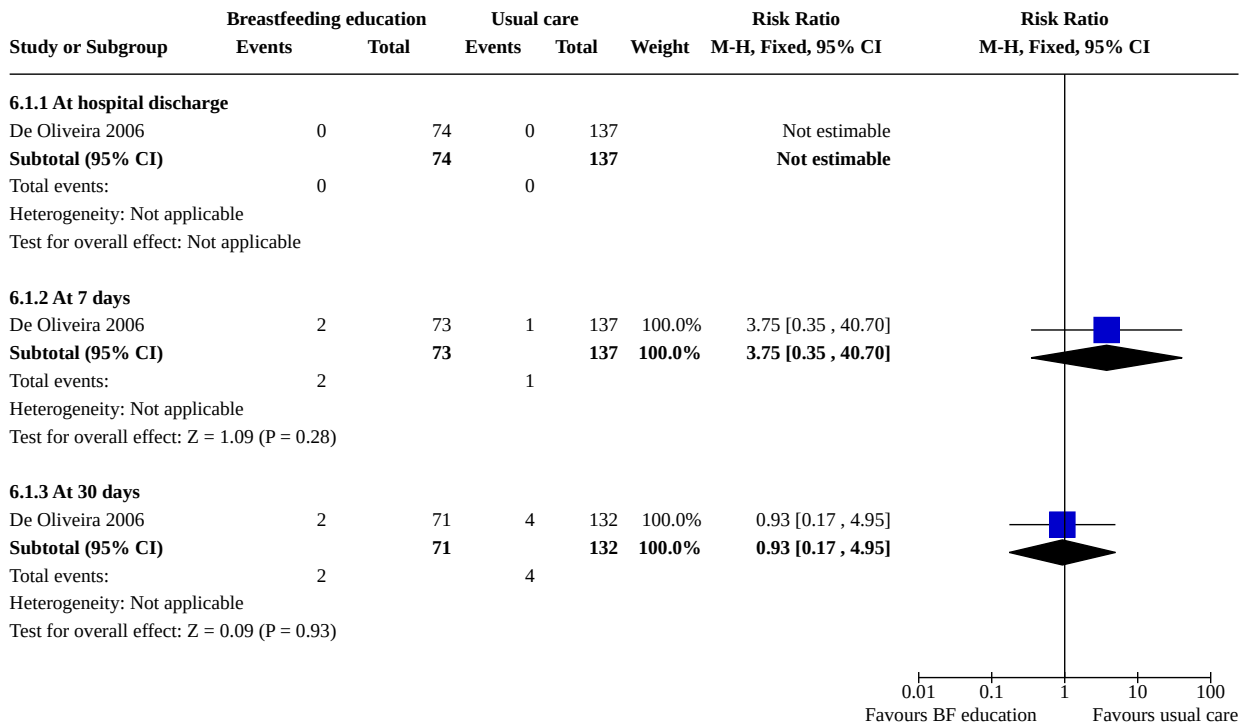 Breastfeeding education Usual care Risk Ratio Risk Ratio
Study or Subgroup Events Total Events Total Weight M-H, Fixed, 95% CI M-H, Fixed, 95% CI
6.1.1 At hospital discharge
De Oliveira 2006 0 74 0 137 Not estimable
Subtotal (95% CI) 74 137 Not estimable
Total events: 0 0
Heterogeneity: Not applicable
Test for overall effect: Not applicable
6.1.2 At 7 days
De Oliveira 2006 2 73 1 137 100.0% 3.75 [0.35 , 40.70]
Subtotal (95% CI) 73 137 100.0% 3.75 [0.35 , 40.70]
Total events: 2 1
Heterogeneity: Not applicable
Test for overall effect: Z = 1.09 (P = 0.28)
6.1.3 At 30 days
De Oliveira 2006 2 71 4 132 100.0% 0.93 [0.17 , 4.95]
Subtotal (95% CI) 71 132 100.0% 0.93 [0.17 , 4.95]
Total events: 2 4
Heterogeneity: Not applicable
Test for overall effect: Z = 0.09 (P = 0.93)
0.01 0.1 1 10 100
Favours BF education Favours usual care